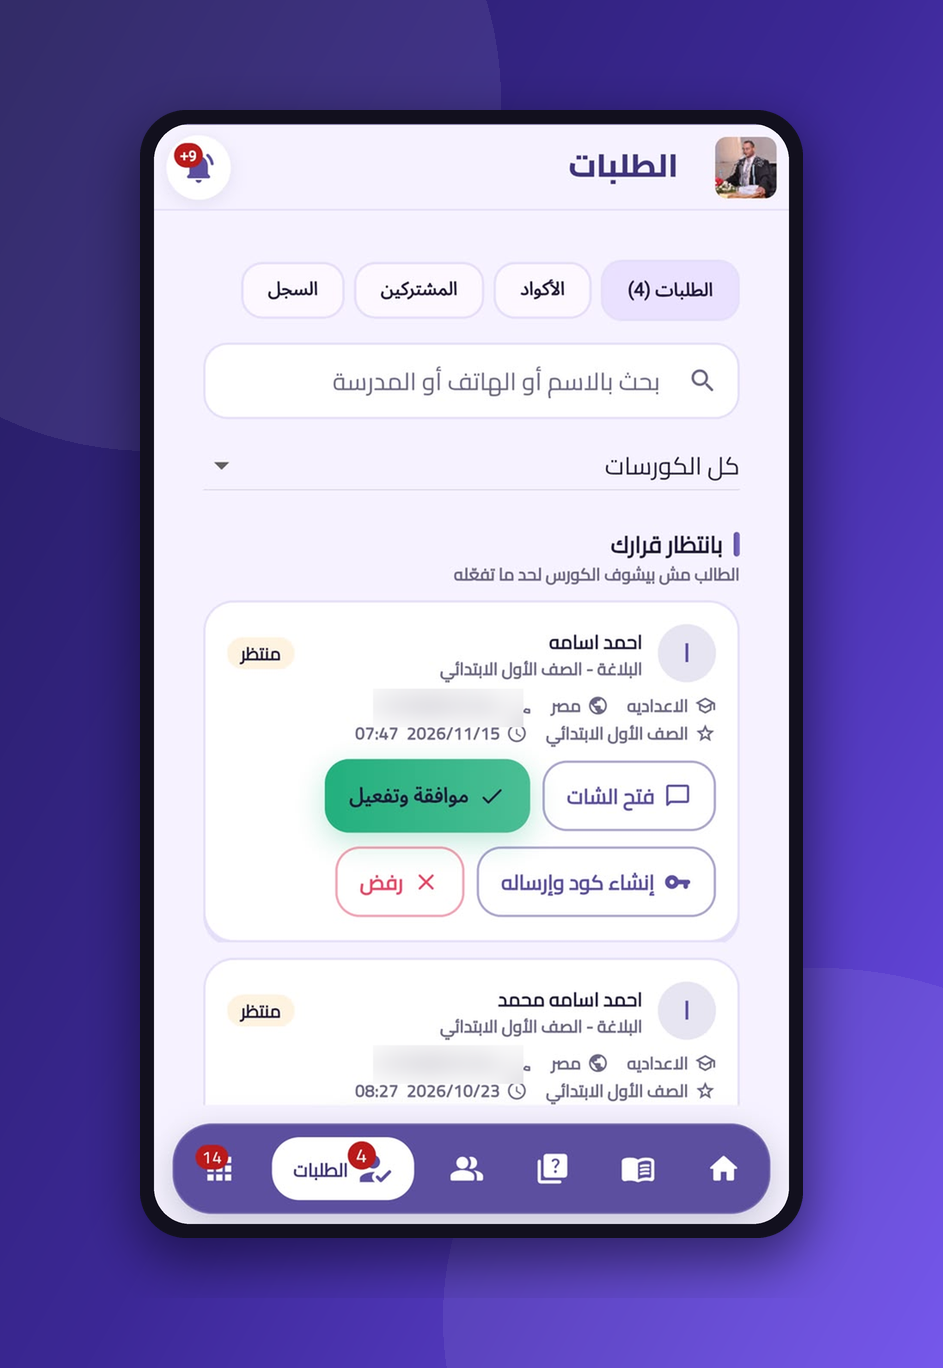 الطلبات
+9
الطلبات (4)
الأكواد
المشتركين
السجل
بحث بالاسم أو الهاتف أو المدرسة
كل الكورسات
بانتظار قرارك
الطالب مش بيشوف الكورس لحد ما تفعّله
ا
احمد اسامه
منتظر
البلاغة - الصف الأول الابتدائي
الاعداديه مصر
الصف الأول الابتدائي 2026/11/15 07:47
فتح الشات
موافقة وتفعيل
إنشاء كود وإرساله
رفض
ا
احمد اسامه محمد
منتظر
البلاغة - الصف الأول الابتدائي
الاعداديه مصر
الصف الأول الابتدائي 2026/10/23 08:27
4
الطلبات
14